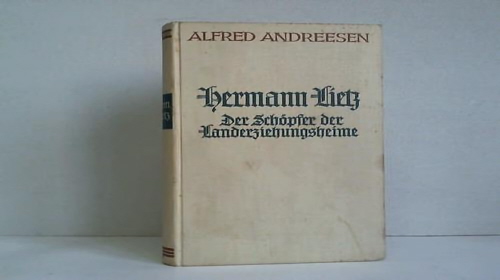 ALFRED ANDREESEN
Hermann Lietz
Der Schöpfer der
Landerziehungsheime